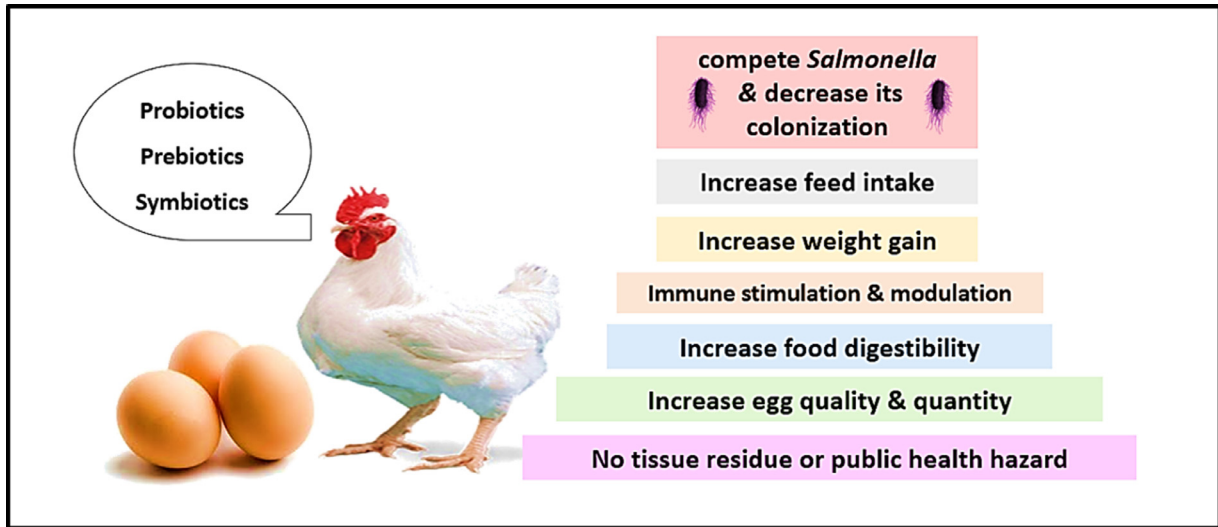 Probiotics
Prebiotics
Symbiotics
compete Salmonella
& decrease its
colonization
Increase feed intake
Increase weight gain
Immune stimulation & modulation
Increase food digestibility
Increase egg quality & quantity
No tissue residue or public health hazard